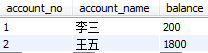 account_no account_name balance
1 李三 200
2 王五 1800